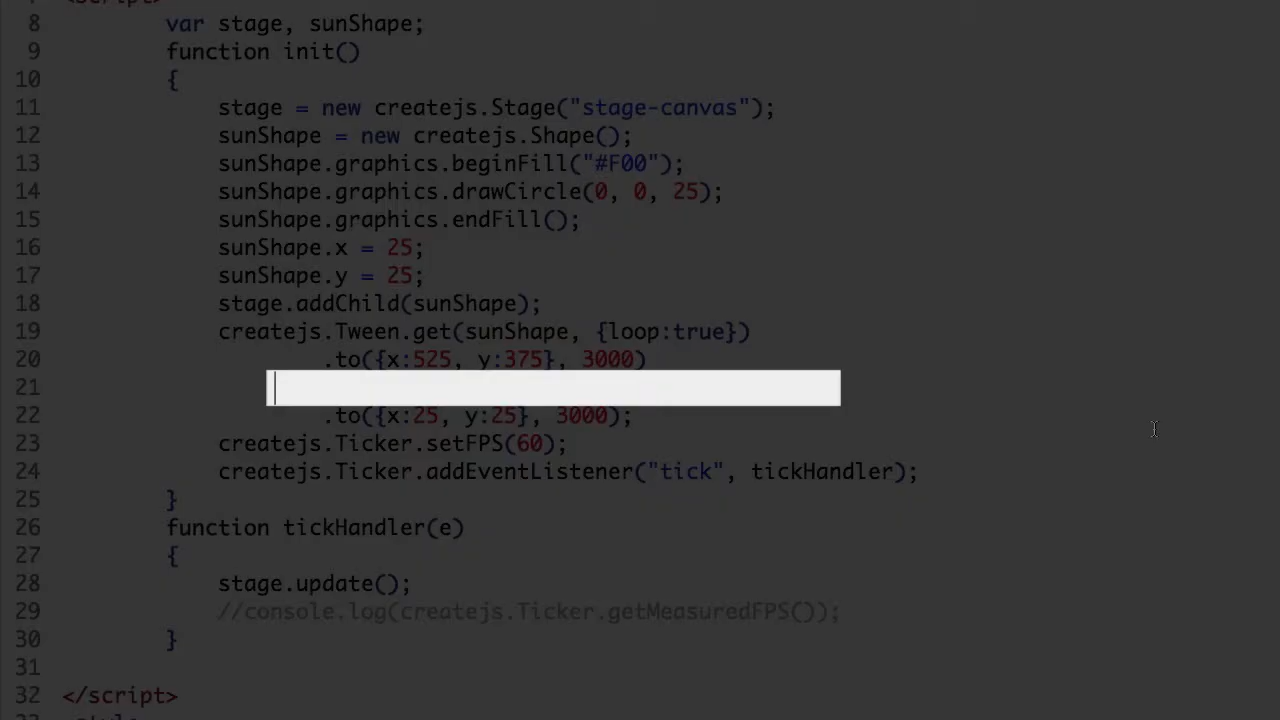 <script>
8 var stage, sunShape;
9 function init()
10 {
11 stage = new createjs.Stage("stage-canvas");
12 sunShape = new createjs.Shape();
13 sunShape.graphics.beginFill("#F00");
14 sunShape.graphics.drawCircle(0, 0, 25);
15 sunShape.graphics.endFill();
16 sunShape.x = 25;
17 sunShape.y = 25;
18 stage.addChild(sunShape);
19 createjs.Tween.get(sunShape, {loop:true})
20 .to({x:525, y:375}, 3000)
21
22 .to({x:25, y:25}, 3000);
23 createjs.Ticker.setFPS(60);
24 createjs.Ticker.addEventListener("tick", tickHandler);
25 }
26 function tickHandler(e)
27 {
28 stage.update();
29 //console.log(createjs.Ticker.getMeasuredFPS());
30 }
31
32 </script>